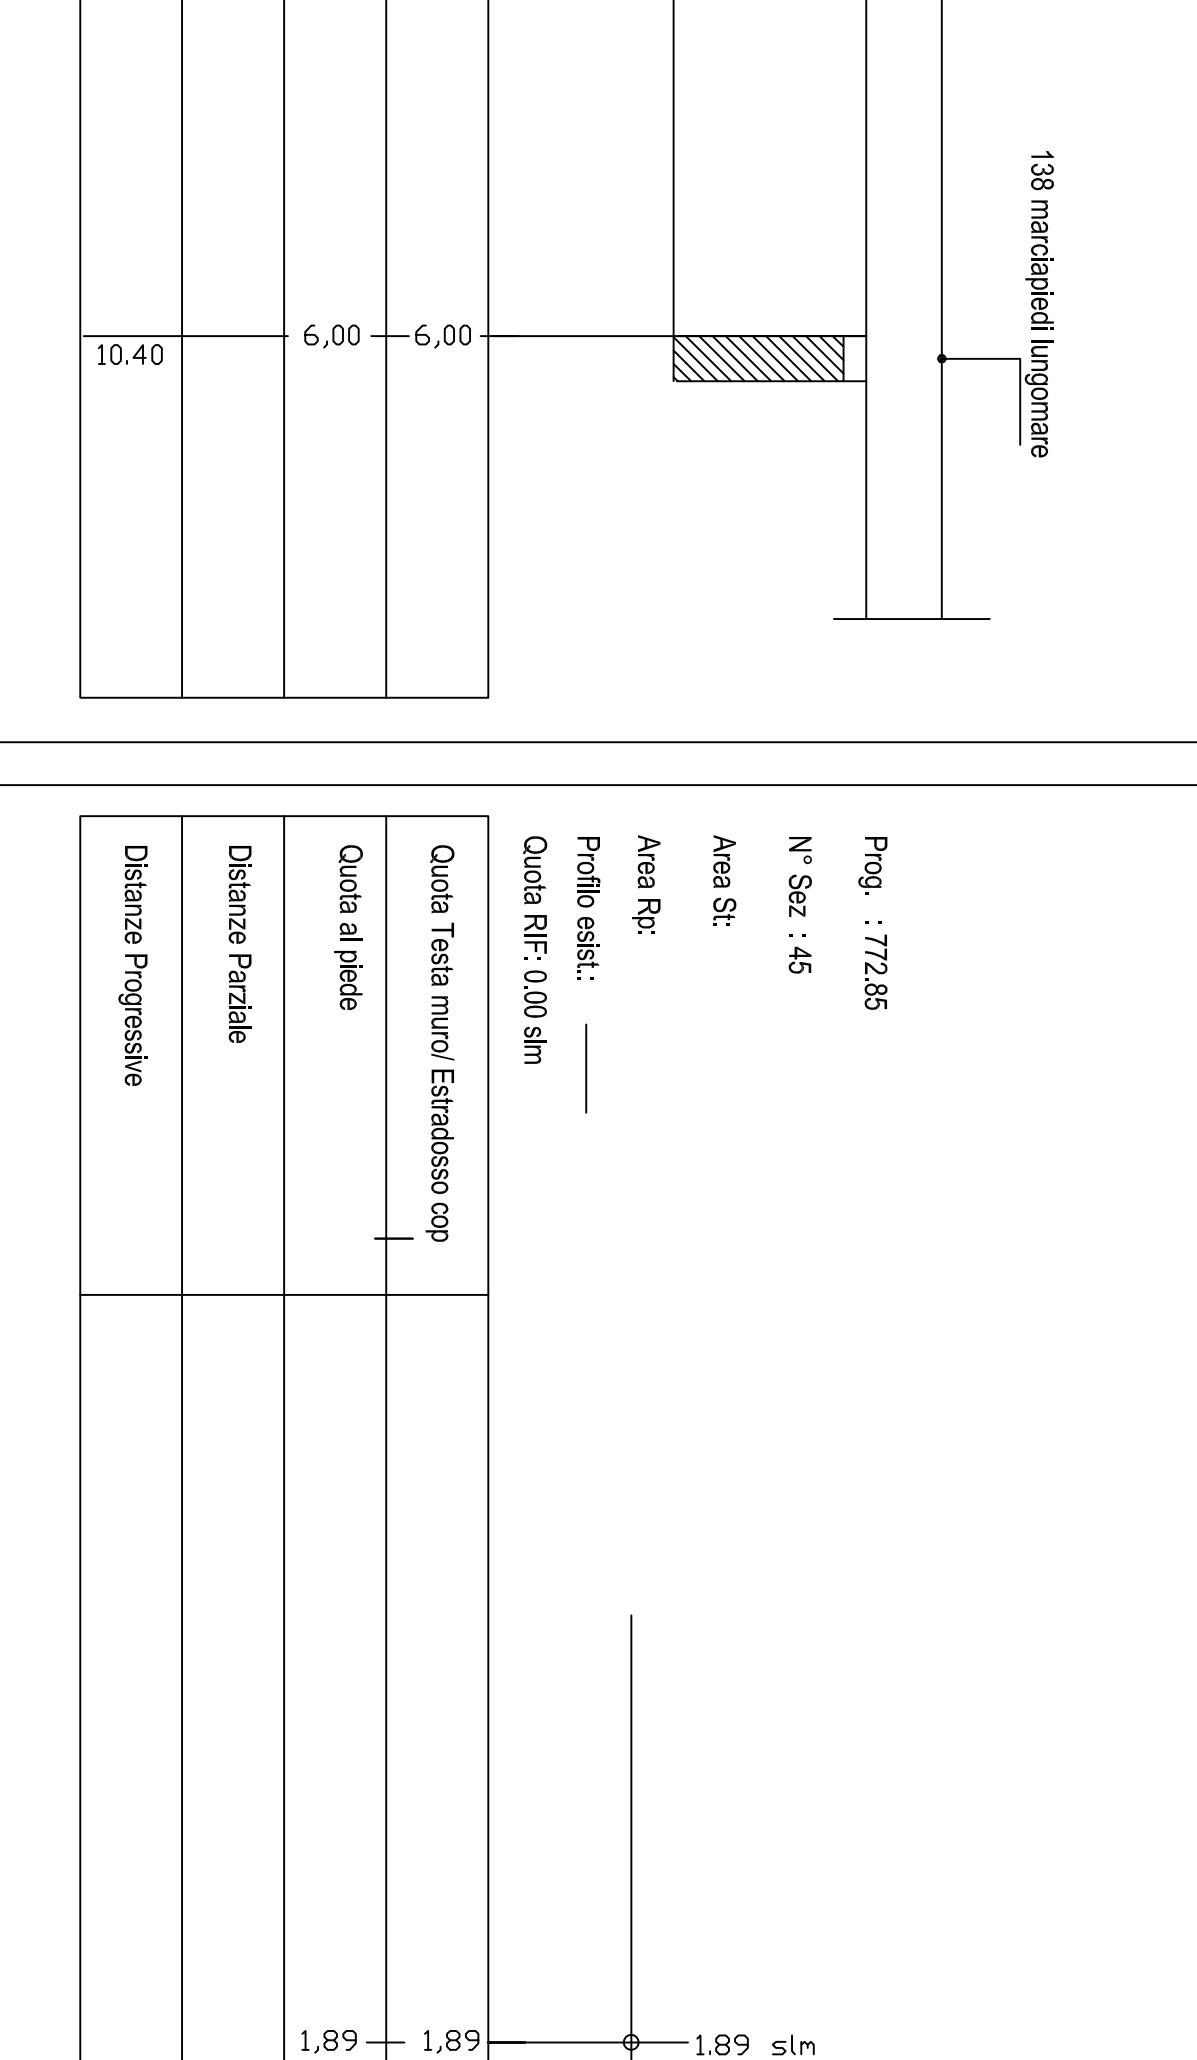 138 marciapiedi lungomare
6,00
6,00
10.40
Prog. : 772.85
N° Sez : 45
Area St:
Area Rp:
Profilo esist.:
Quota RIF: 0.00 slm
Quota Testa muro/ Estradosso cop
Quota al piede
Distanze Parziale
Distanze Progressive
1,89
1,89
1.89 slm